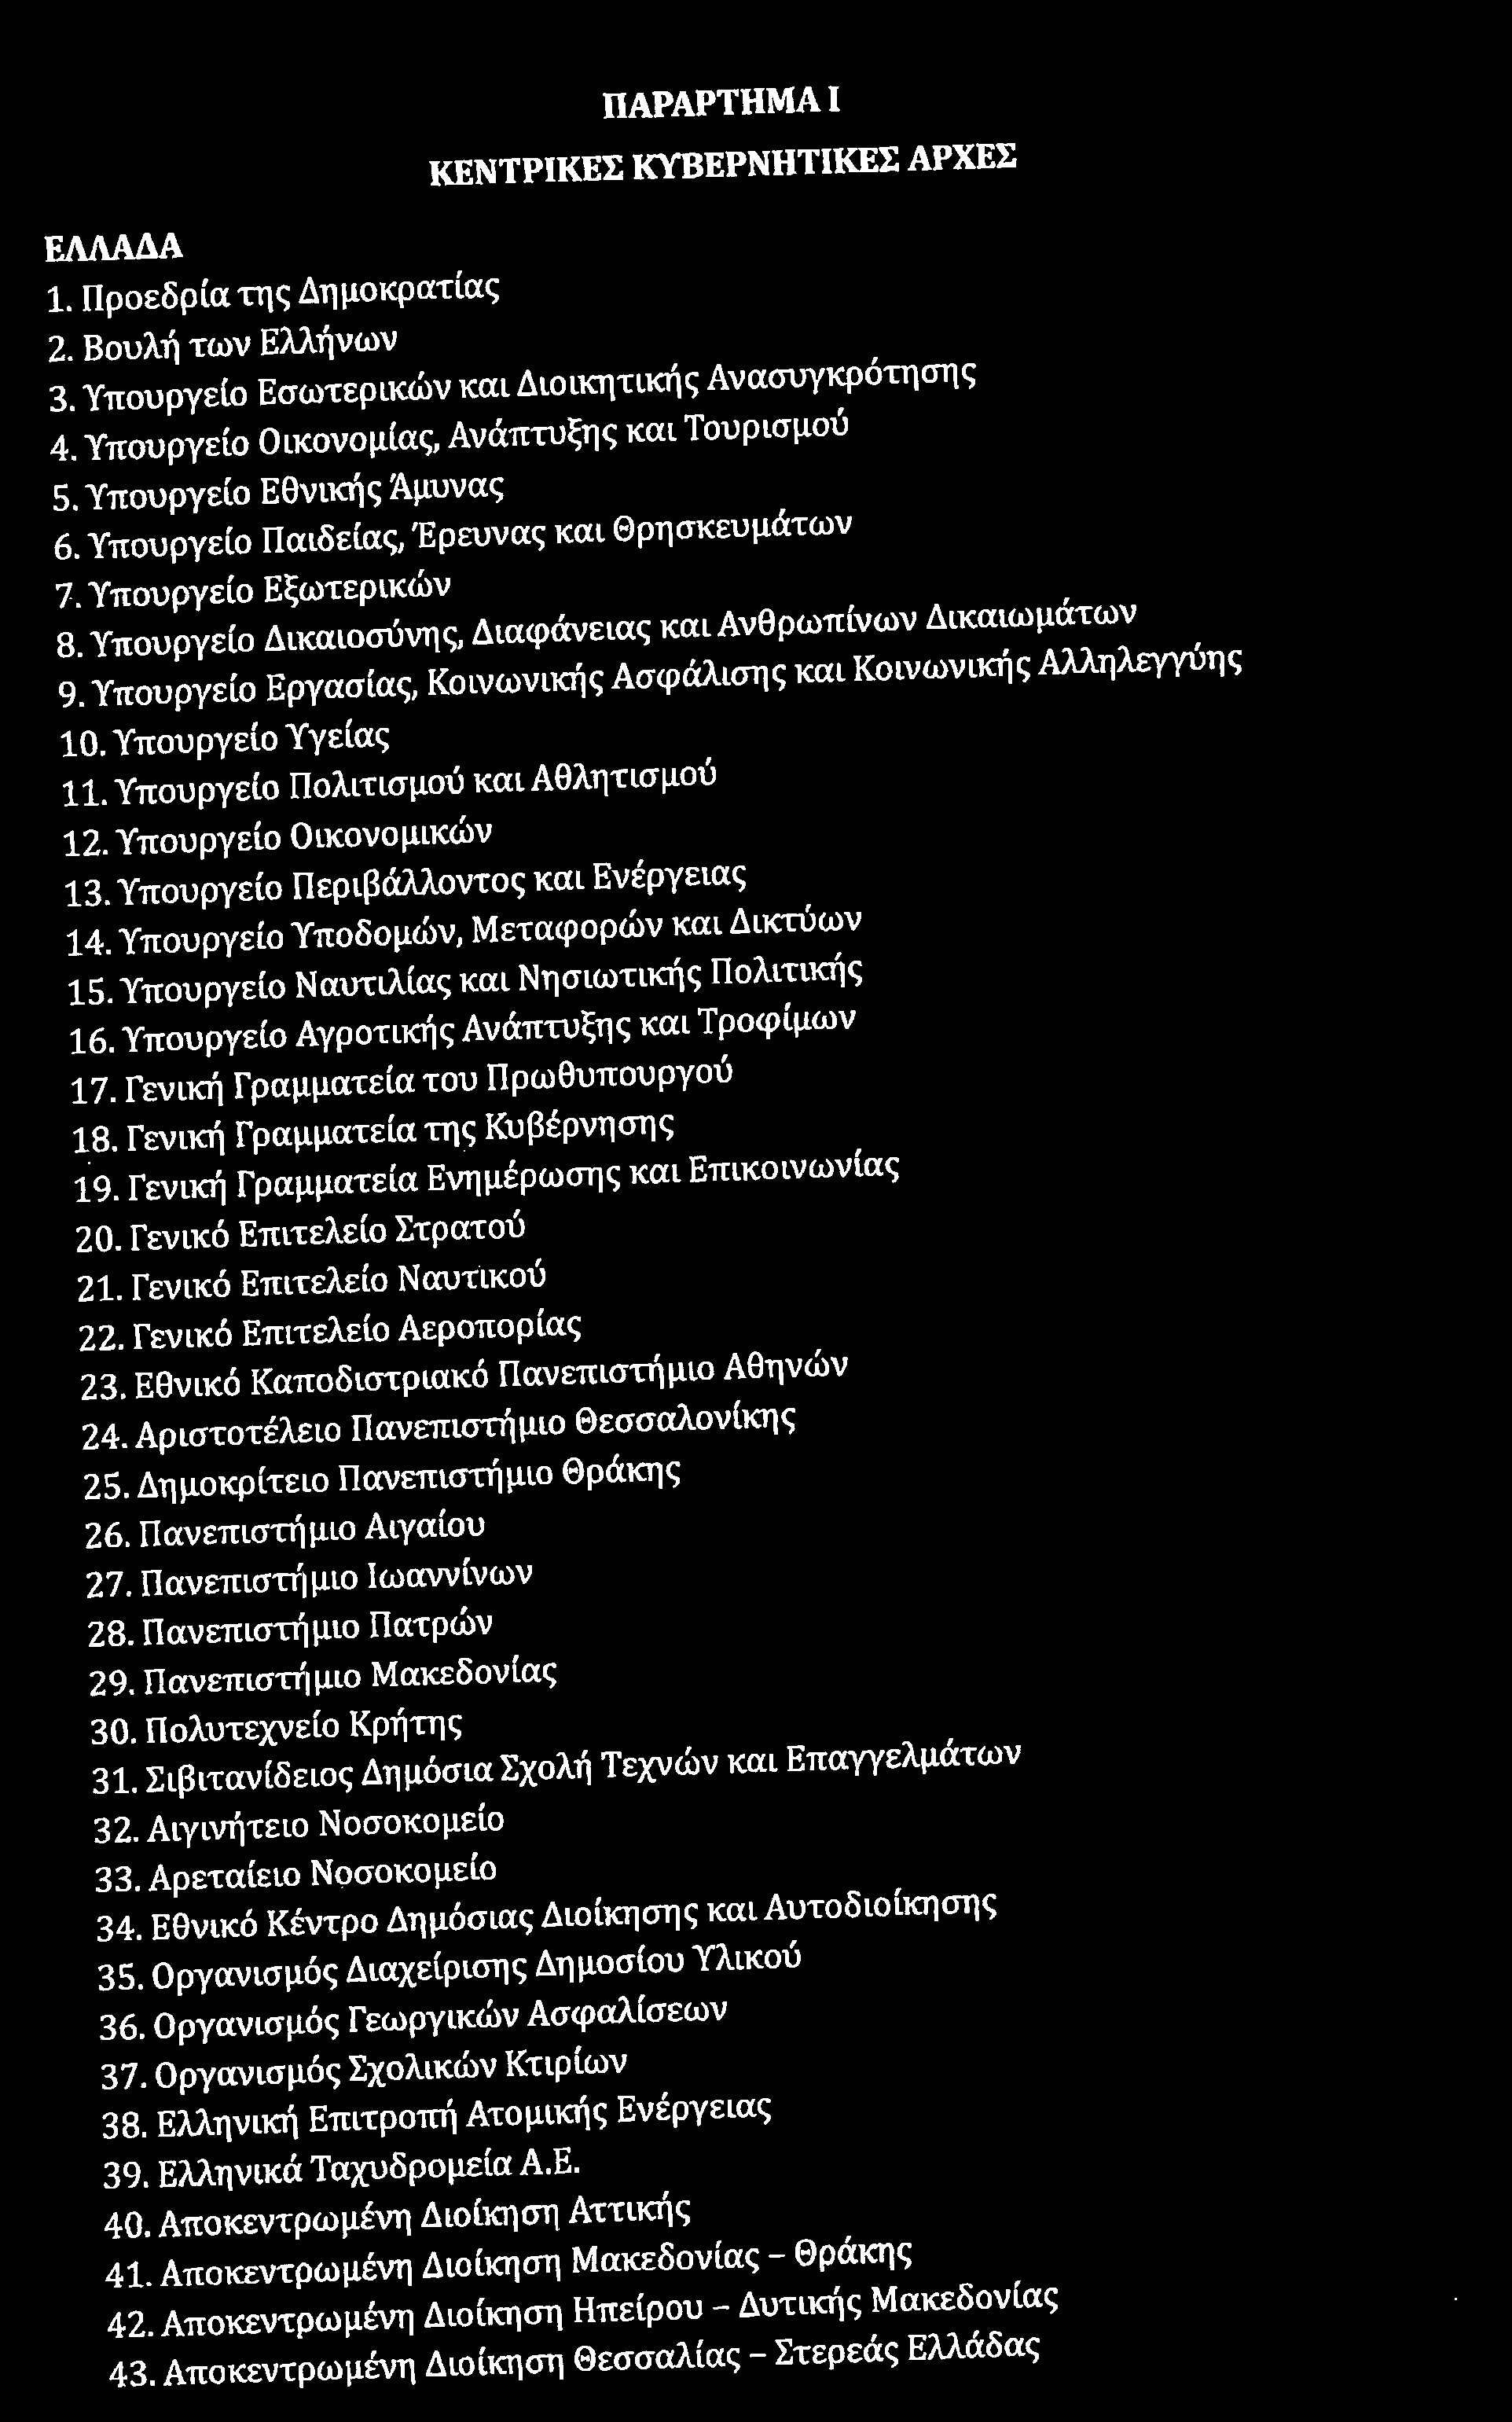 ΠΑΡΑΡΤΗΜΑ Ι
ΚΕΝΤΡΙΚΕΣ ΚΥΒΕΡΝΗΤΙΚΕΣ ΑΡΧΕΣ
ΕΛΛΑΔΑ
1. Προεδρία της Δημοκρατίας
2. Βουλή των Ελλήνων
3. Υπουργείο Εσωτερικών και Διοικητικής Ανασυγκρότησης
4. Υπουργείο Οικονομίας, Ανάπτυξης και Τουρισμού
5. Υπουργείο Εθνικής Άμυνας
6. Υπουργείο Παιδείας, Έρευνας και Θρησκευμάτων
7. Υπουργείο Εξωτερικών
8. Υπουργείο Δικαιοσύνης, Διαφάνειας και Ανθρωπίνων Δικαιωμάτων
9. Υπουργείο Εργασίας, Κοινωνικής Ασφάλισης και Κοινωνικής Αλληλεγγύης
10. Υπουργείο Υγείας
11. Υπουργείο Πολιτισμού και Αθλητισμού
12. Υπουργείο Οικονομικών
13. Υπουργείο Περιβάλλοντος και Ενέργειας
14. Υπουργείο Υποδομών, Μεταφορών και Δικτύων
15. Υπουργείο Ναυτιλίας και Νησιωτικής Πολιτικής
16. Υπουργείο Αγροτικής Ανάπτυξης και Τροφίμων
17. Γενική Γραμματεία του Πρωθυπουργού
18. Γενική Γραμματεία της Κυβέρνησης
19. Γενική Γραμματεία Ενημέρωσης και Επικοινωνίας
20. Γενικό Επιτελείο Στρατού
21. Γενικό Επιτελείο Ναυτικού
22. Γενικό Επιτελείο Αεροπορίας
23. Εθνικό Καποδιστριακό Πανεπιστήμιο Αθηνών
24. Αριστοτέλειο Πανεπιστήμιο Θεσσαλονίκης
25. Δημοκρίτειο Πανεπιστήμιο Θράκης
26. Πανεπιστήμιο Αιγαίου
27. Πανεπιστήμιο Ιωαννίνων
28. Πανεπιστήμιο Πατρών
29. Πανεπιστήμιο Μακεδονίας
30. Πολυτεχνείο Κρήτης
31. Σιβιτανίδειος Δημόσια Σχολή Τεχνών και Επαγγελμάτων
32. Αιγινήτειο Νοσοκομείο
33. Αρεταίειο Νοσοκομείο
34. Εθνικό Κέντρο Δημόσιας Διοίκησης και Αυτοδιοίκησης
35. Οργανισμός Διαχείρισης Δημοσίου Υλικού
36. Οργανισμός Γεωργικών Ασφαλίσεων
37. Οργανισμός Σχολικών Κτιρίων
38. Ελληνική Επιτροπή Ατομικής Ενέργειας
39. Ελληνικά Ταχυδρομεία Α.Ε.
40. Αποκεντρωμένη Διοίκηση Αττικής
41. Αποκεντρωμένη Διοίκηση Μακεδονίας – Θράκης
42. Αποκεντρωμένη Διοίκηση Ηπείρου – Δυτικής Μακεδονίας
43. Αποκεντρωμένη Διοίκηση Θεσσαλίας – Στερεάς Ελλάδας